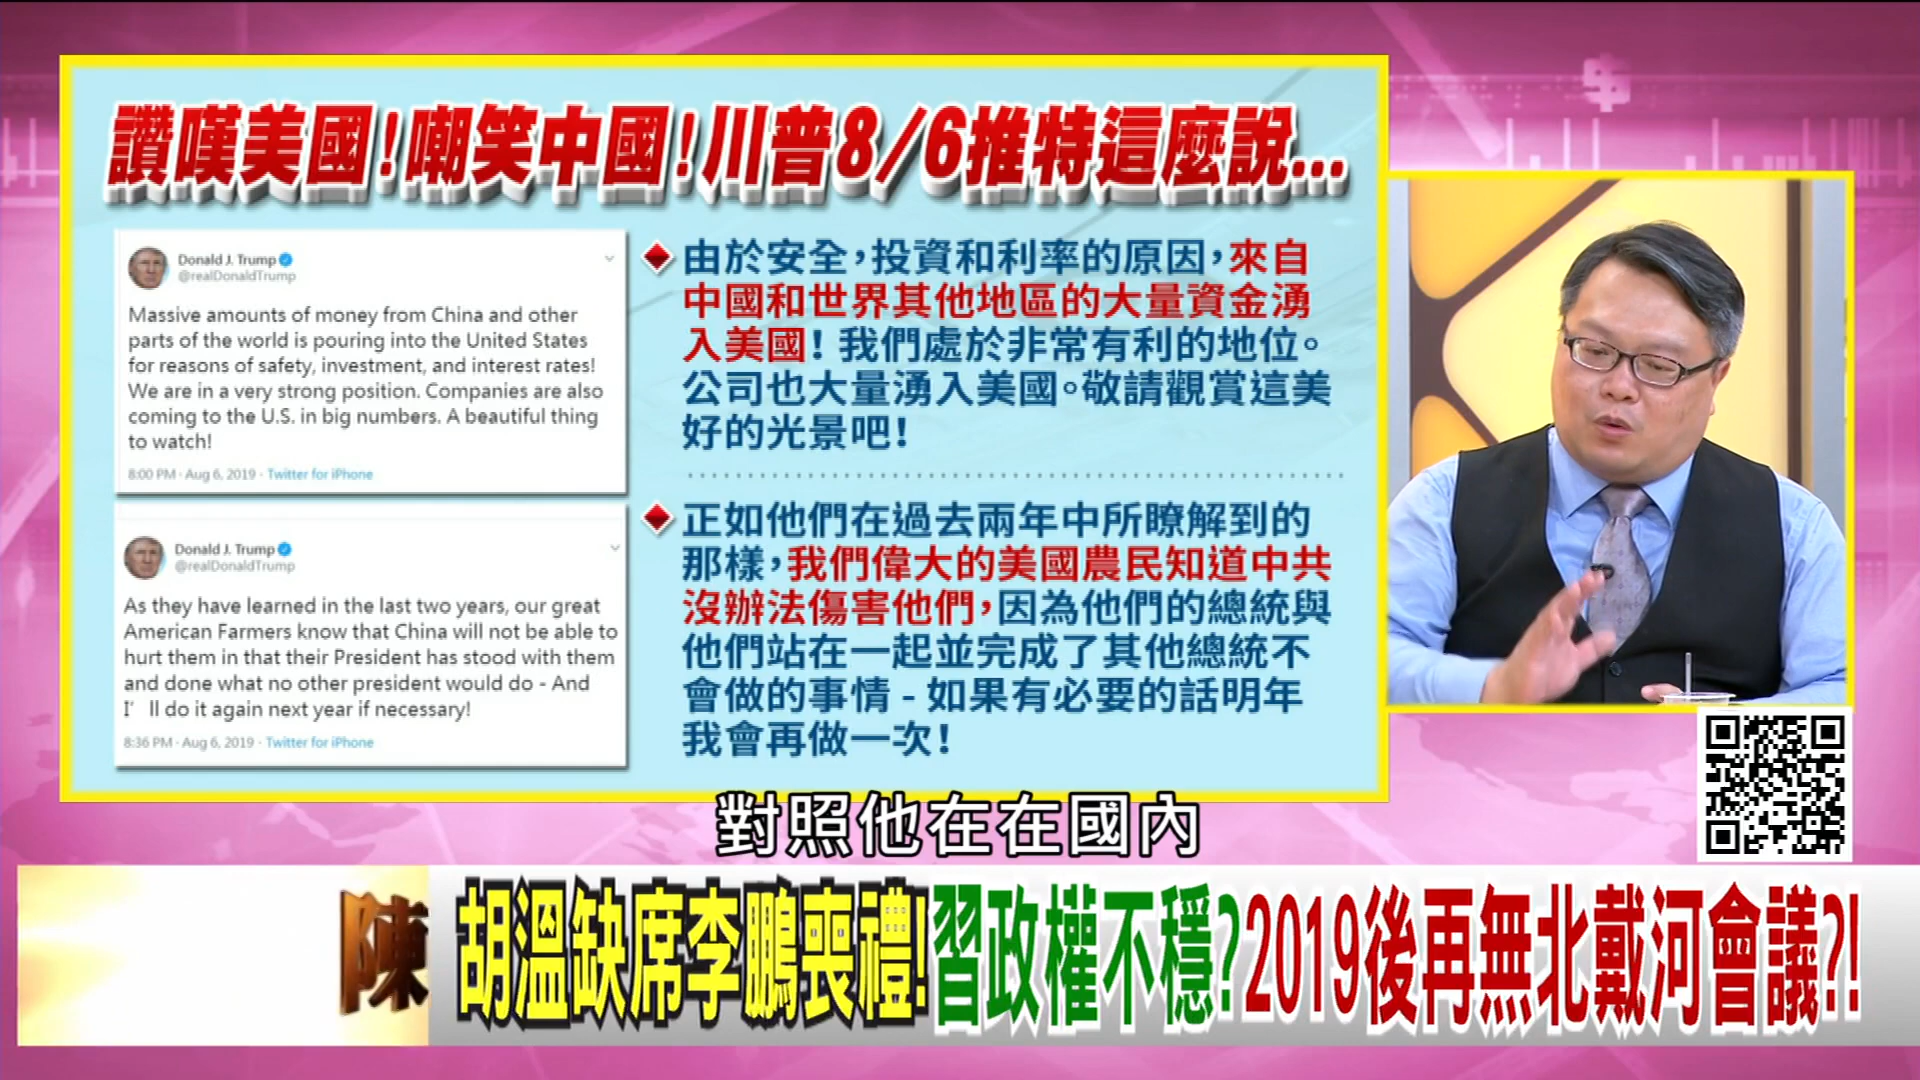 讚嘆美國!嘲笑中國!川普8/6推特這麼說...
Donald J. Trump
@realDonaldTrump
Massive amounts of money from China and other
parts of the world is pouring into the United States
for reasons of safety, investment, and interest rates!
We are in a very strong position. Companies are also
coming to the U.S. in big numbers. A beautiful thing
to watch!
8:00 PM · Aug 6, 2019 · Twitter for iPhone
Donald J. Trump
@realDonaldTrump
As they have learned in the last two years, our great
American Farmers know that China will not be able to
hurt them in that their President has stood with them
and done what no other president would do - And
I' ll do it again next year if necessary!
8:36 PM · Aug 6, 2019 · Twitter for iPhone
由於安全,投資和利率的原因,來自
中國和世界其他地區的大量資金湧
入美國!我們處於非常有利的地位。
公司也大量湧入美國。敬請觀賞這美
好的光景吧!
正如他們在過去兩年中所瞭解到的
那樣,我們偉大的美國農民知道中共
沒辦法傷害他們,因為他們的總統與
他們站在一起並完成了其他總統不
會做的事情-如果有必要的話明年
我會再做一次!
對照他在在國內
陳
胡溫缺席李鵬喪禮!習政權不穩?2019後再無北戴河會議?!